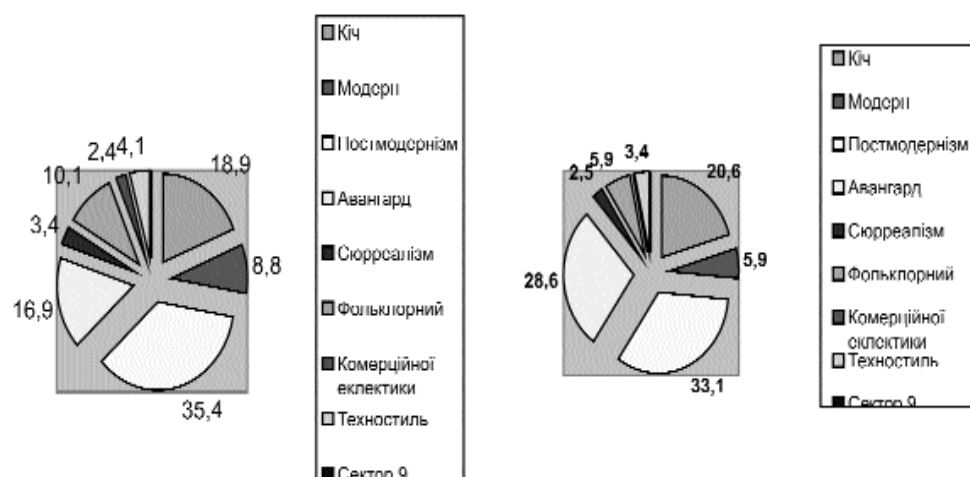 Кіч
Модерн
Постмодернізм
Авангард
Сюрреалізм
Фольклорний
Комерційної
еклектики
Техностиль
Сектор 9
2,4
4,1
18,9
10,1
3,4
8,8
16,9
35,4
Кіч
Модерн
Постмодернізм
Авангард
Сюрреалізм
Фольклорний
Комерційної
еклектики
Техностиль
Сектор 9
2,5
5,9
3,4
20,6
5,9
28,6
33,1